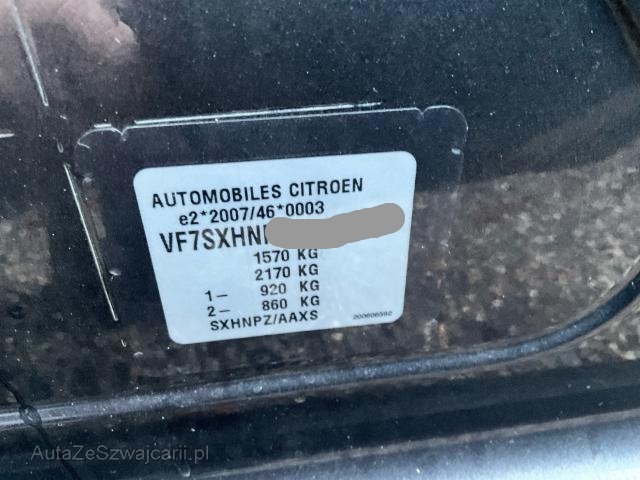 AUTOMOBILES CITROEN
e2*2007/46*0003
VF7SXHN
1570 KG
2170 KG
1- 920 KG
2- 860 KG
SXHNPZ/AAXS
200606592
AutaZeSzwajcarii.pl